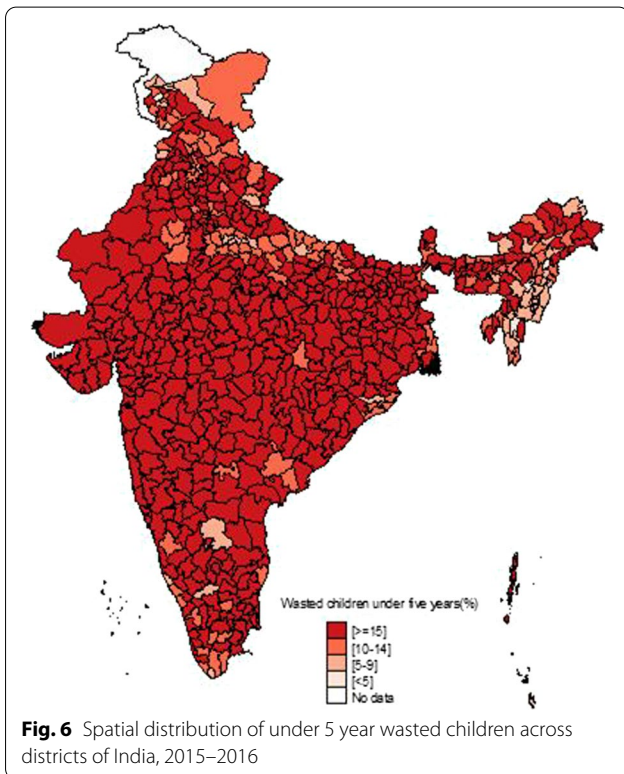 Wasted children under five years(%)
[>=15]
[10-14]
[5-9]
[<5]
No data
Fig. 6 Spatial distribution of under 5 year wasted children across
districts of India, 2015–2016